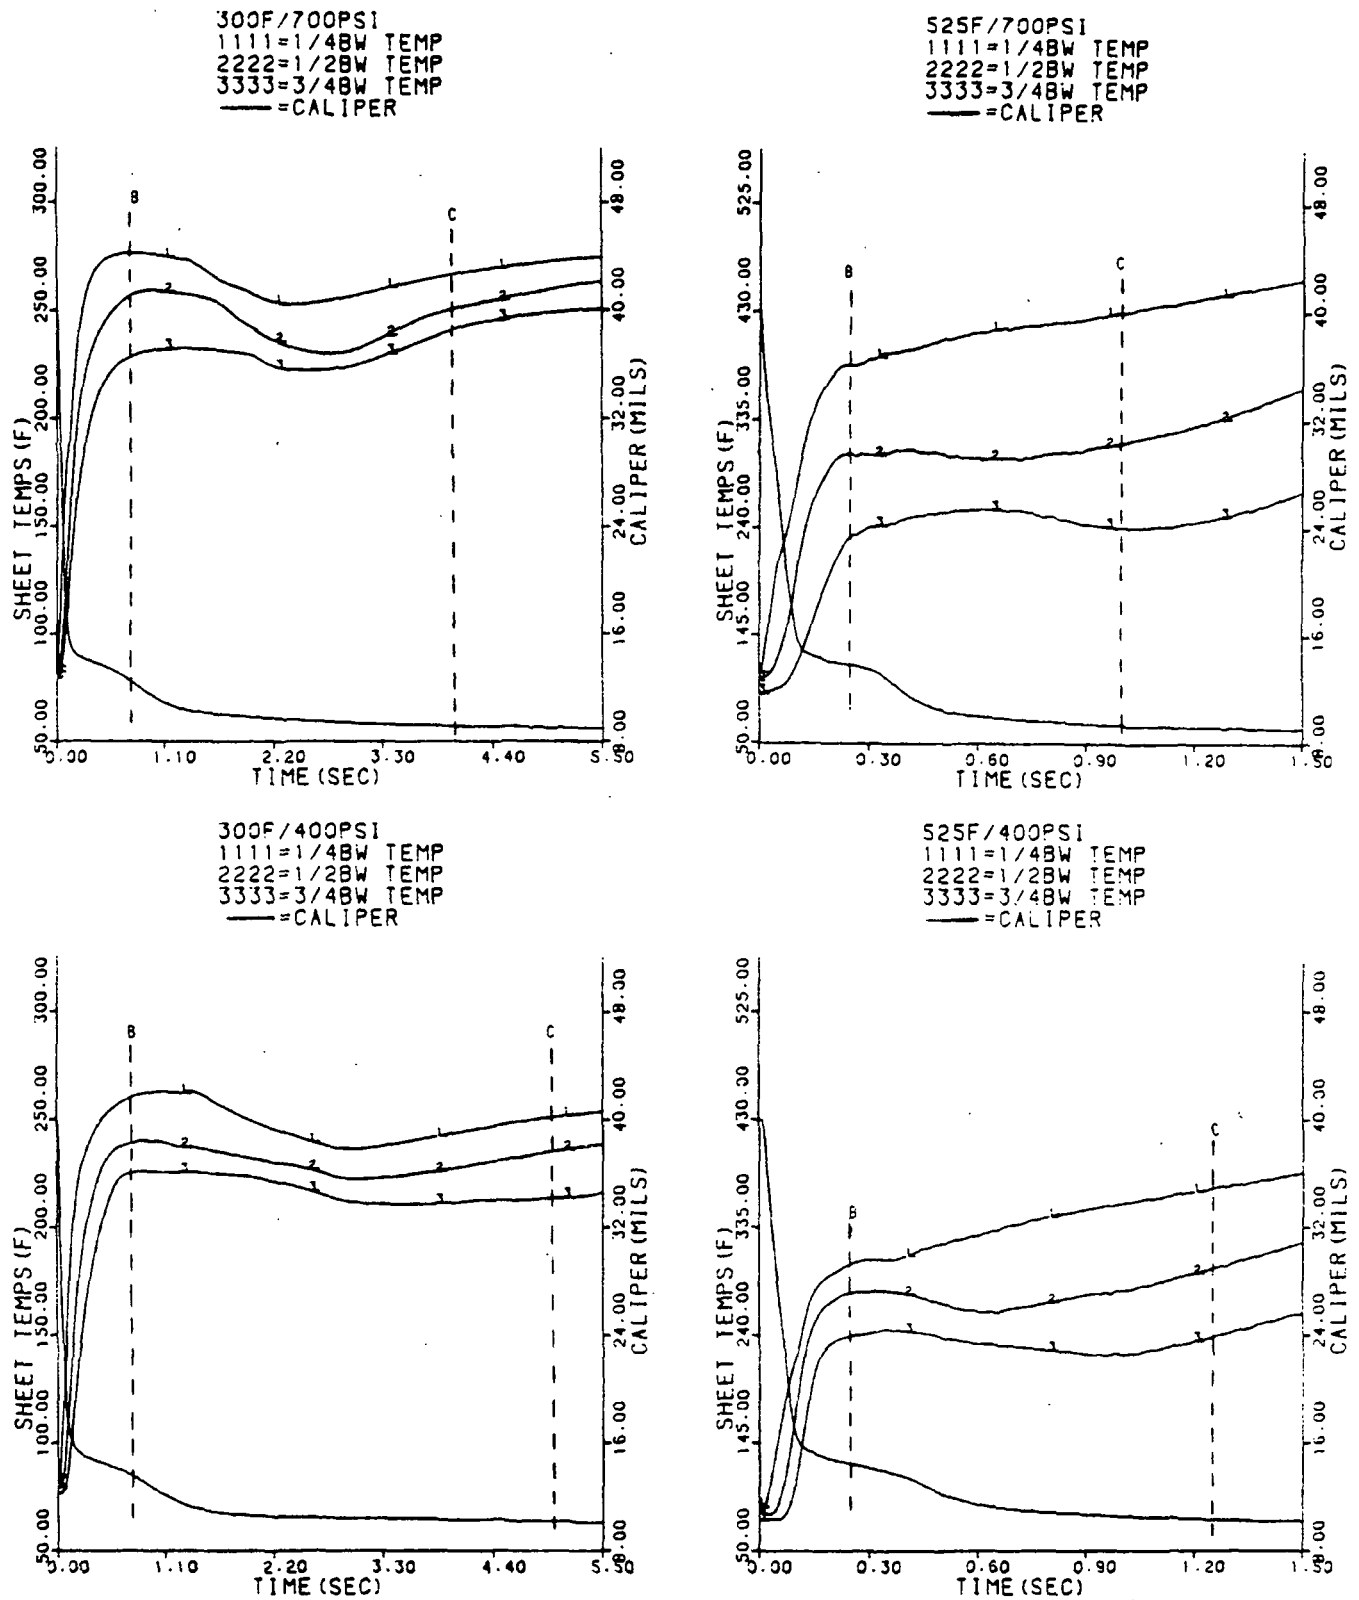 300F/700PSI
1111=1/4BW TEMP
2222=1/2BW TEMP
3333=3/4BW TEMP
=CALIPER
SHEET TEMPS(F)
50.00 100.00 150.00 200.00 250.00 300.00
B
C
1
2
3
CALIPER(MILS)
8.00 16.00 24.00 32.00 40.00 48.00
0.00 1.10 2.20 3.30 4.40 5.50
TIME(SEC)
525F/700PSI
1111=1/4BW TEMP
2222=1/2BW TEMP
3333=3/4BW TEMP
=CALIPER
SHEET TEMPS(F)
50.00 145.00 240.00 335.00 430.00 525.00
B
C
1
2
3
CALIPER(MILS)
8.00 16.00 24.00 32.00 40.00 48.00
0.00 0.30 0.60 0.90 1.20 1.50
TIME(SEC)
300F/400PSI
1111=1/4BW TEMP
2222=1/2BW TEMP
3333=3/4BW TEMP
=CALIPER
SHEET TEMPS(F)
50.00 100.00 150.00 200.00 250.00 300.00
B
C
1
2
3
CALIPER(MILS)
8.00 16.00 24.00 32.00 40.00 48.00
0.00 1.10 2.20 3.30 4.40 5.50
TIME(SEC)
525F/400PSI
1111=1/4BW TEMP
2222=1/2BW TEMP
3333=3/4BW TEMP
=CALIPER
SHEET TEMPS(F)
50.00 145.00 240.00 335.00 430.00 525.00
B
C
1
2
3
CALIPER(MILS)
8.00 16.00 24.00 32.00 40.00 48.00
0.00 0.30 0.60 0.90 1.20 1.50
TIME(SEC)